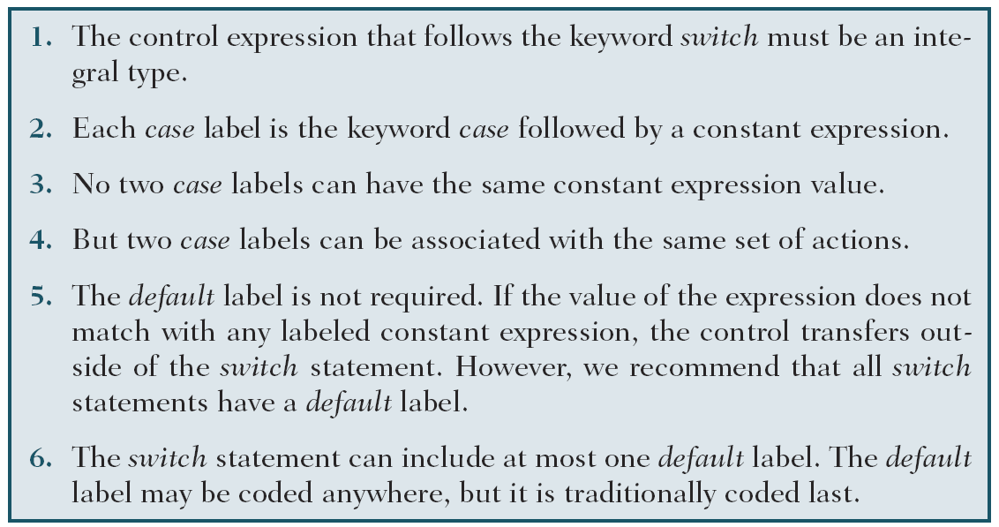 1. The control expression that follows the keyword switch must be an inte-
gral type.
2. Each case label is the keyword case followed by a constant expression.
3. No two case labels can have the same constant expression value.
4. But two case labels can be associated with the same set of actions.
5. The default label is not required. If the value of the expression does not
match with any labeled constant expression, the control transfers out-
side of the switch statement. However, we recommend that all switch
statements have a default label.
6. The switch statement can include at most one default label. The default
label may be coded anywhere, but it is traditionally coded last.